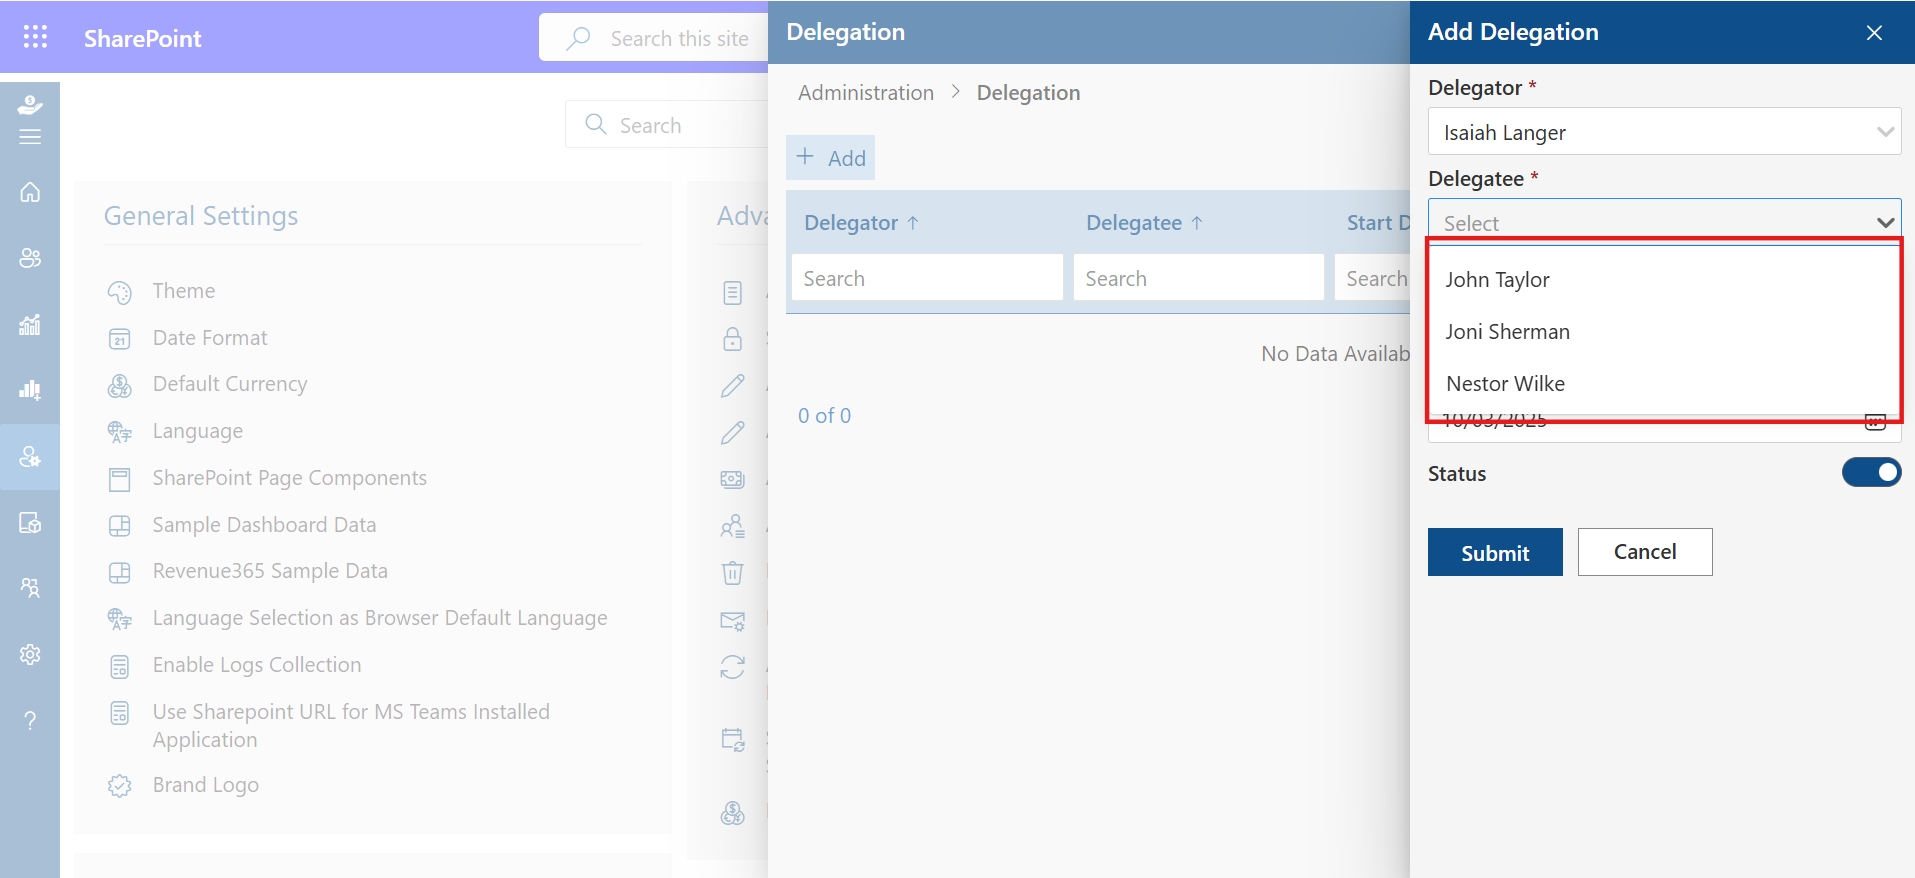 SharePoint
Search this site
Search
General Settings
Theme
Date Format
Default Currency
Language
SharePoint Page Components
Sample Dashboard Data
Revenue365 Sample Data
Language Selection as Browser Default Language
Enable Logs Collection
Use Sharepoint URL for MS Teams Installed
Application
Brand Logo
Delegation
Administration > Delegation
+ Add
Delegator ↑ Delegatee ↑ Start
Search Search Search
No Data
0 of 0
Add Delegation
Delegator *
Isaiah Langer
Delegatee *
Select
John Taylor
Joni Sherman
Nestor Wilke
10/03/2025
Status
Submit Cancel